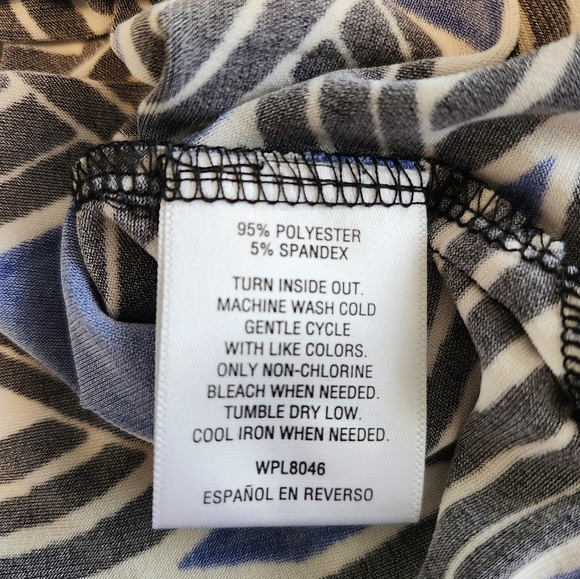 95% POLYESTER
5% SPANDEX
TURN INSIDE OUT.
MACHINE WASH COLD
GENTLE CYCLE
WITH LIKE COLORS.
ONLY NON-CHLORINE
BLEACH WHEN NEEDED.
TUMBLE DRY LOW.
COOL IRON WHEN NEEDED.
WPL8046
ESPAÑOL EN REVERSO